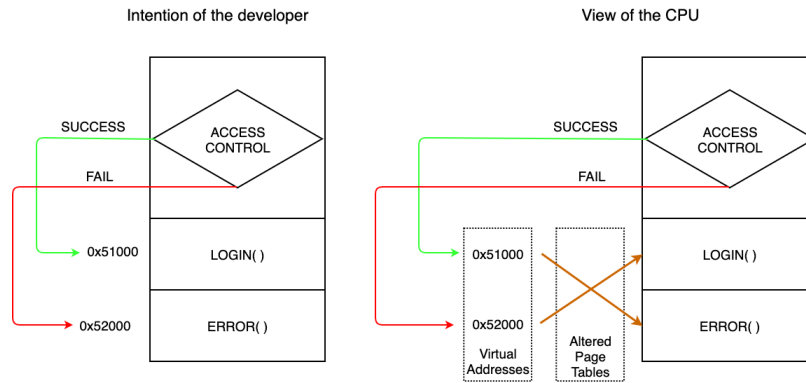 Intention of the developer
SUCCESS
ACCESS
CONTROL
FAIL
0x51000
LOGIN( )
0x52000
ERROR( )
View of the CPU
SUCCESS
ACCESS
CONTROL
FAIL
0x51000
LOGIN( )
0x52000
ERROR( )
Virtual
Addresses
Altered
Page
Tables